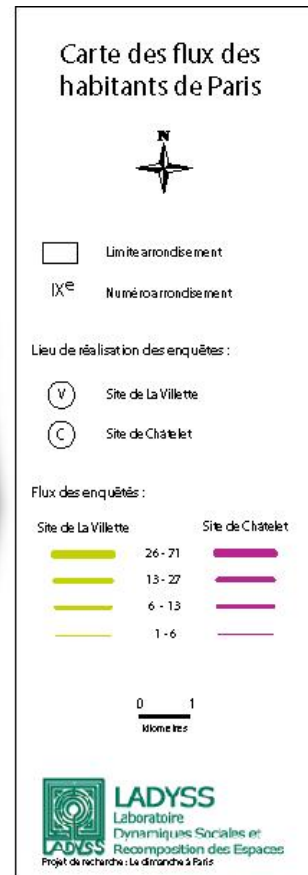 Carte des flux des
habitants de Paris
N
Limite arrondisement
IXe Numéro arrondisement
Lieu de réalisation des enquêtes :
V Site de La Villette
C Site de Châtelet
Flux des enquêtés :
Site de La Villette Site de Châtelet
26 - 71
13 - 27
6 - 13
1 - 6
0 1
kilometres
LADYSS
Laboratoire
Dynamiques Sociales et
LADYSS Recomposition des Espaces
Projet de recherche : Le dimanche à Paris